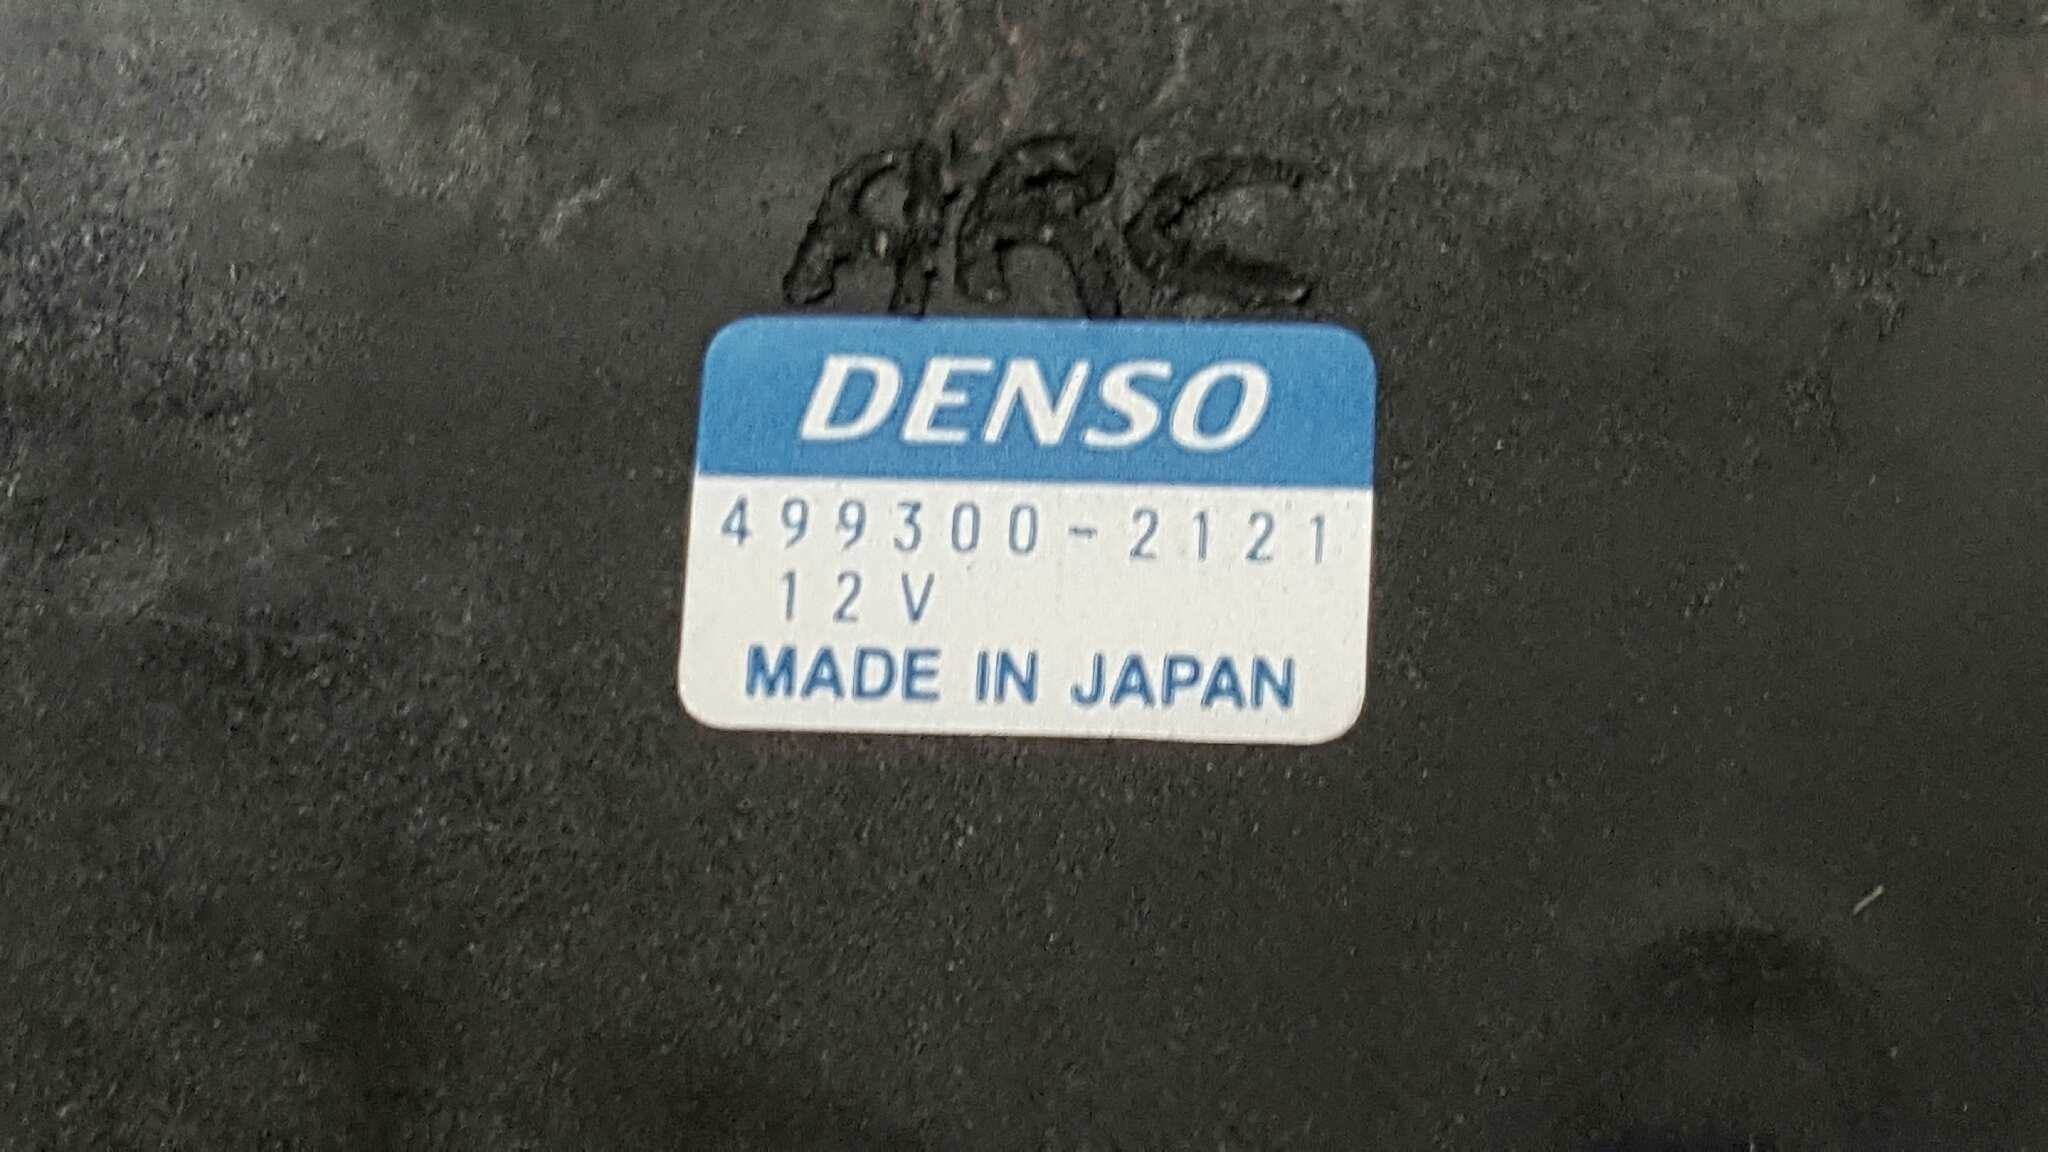 ARC
DENSO
499300-2121
12V
MADE IN JAPAN